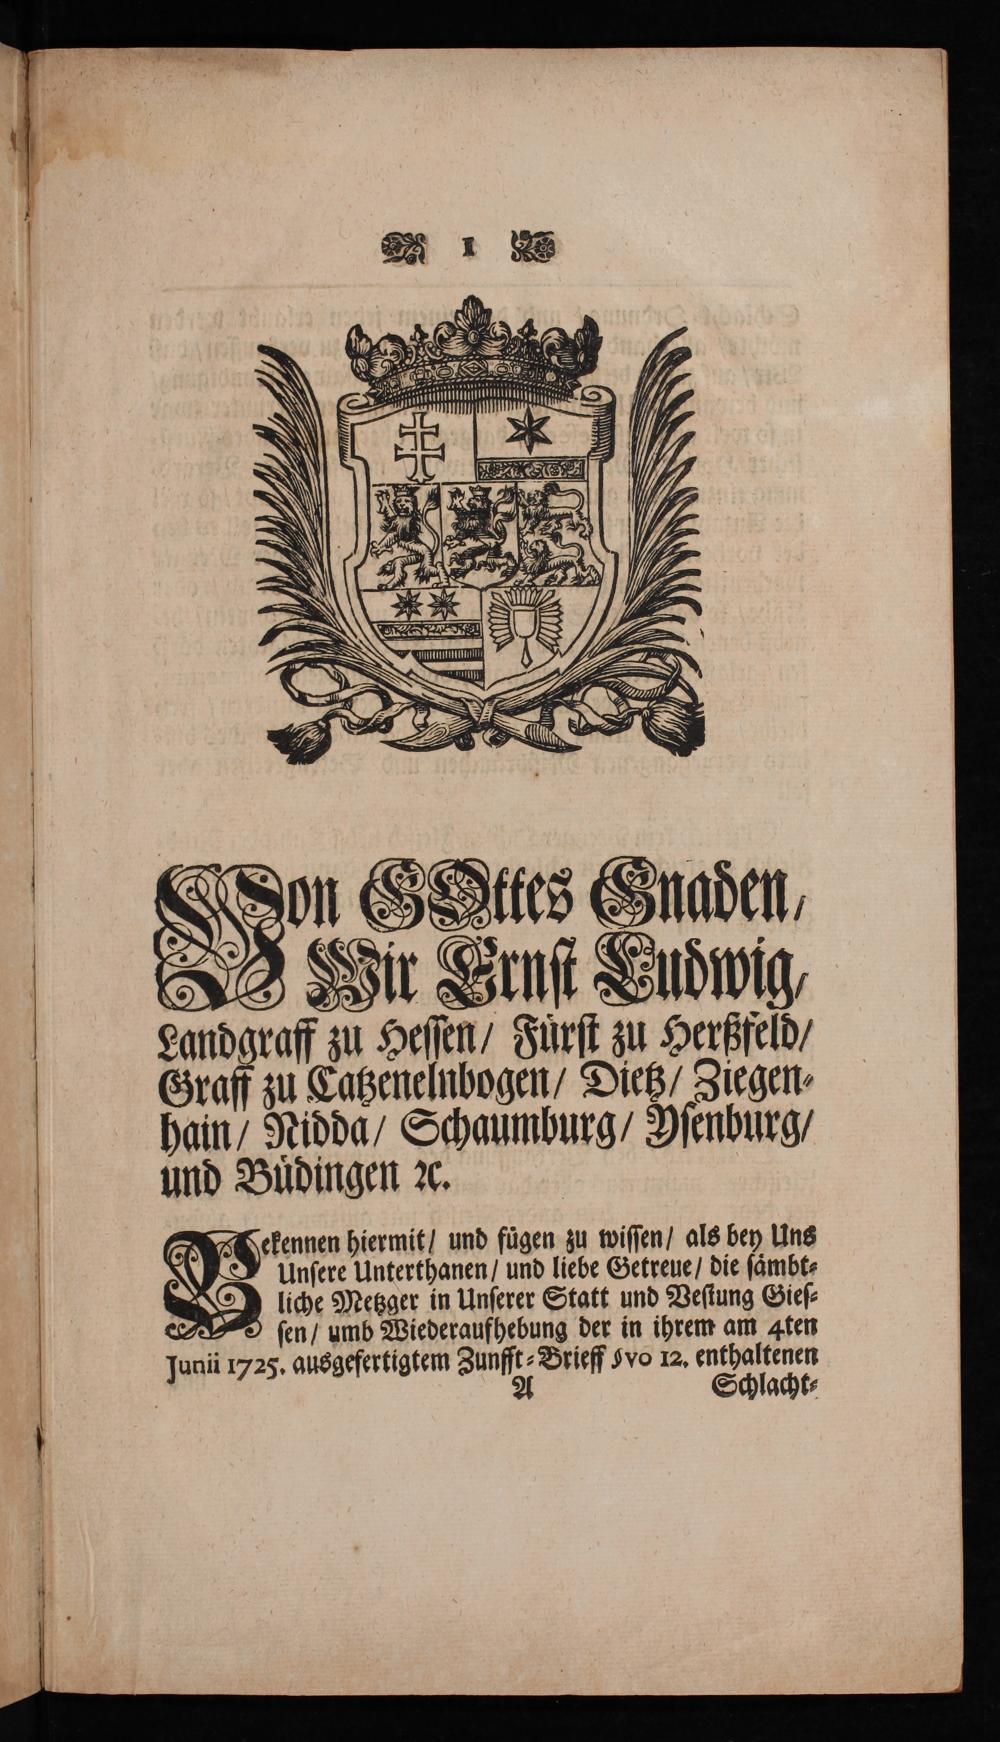 1
Von GOttes Gnaden,
Wir Ernst Ludwig,
Landgraff zu Hessen/ Fürst zu Herßfeld/
Graff zu Catzenelnbogen/ Dietz/ Ziegen-
hain/ Nidda/ Schaumburg/ Ysenburg/
und Büdingen ꝛc.
Bekennen hiermit/ und fügen zu wissen/ als bey Uns
Unsere Unterthanen/ und liebe Getreue/ die sämbt-
liche Metzger in Unserer Statt und Vestung Gies-
sen/ umb Wiederaufhebung der in ihrem am 4ten
Junii 1725. ausgefertigtem Zunfft-Brieff §vo 12. enthaltenen
A Schlacht-